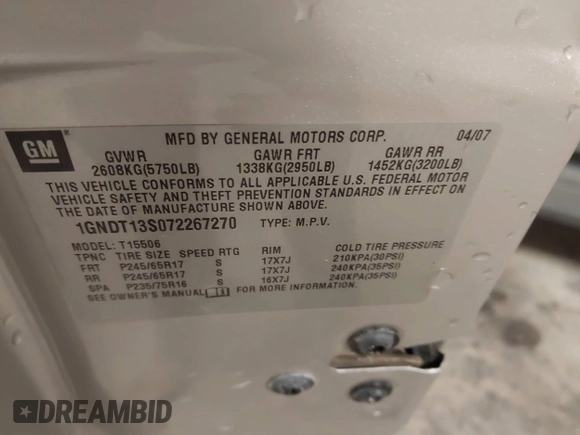 GM
MFD BY GENERAL MOTORS CORP. 04/07
GVWR GAWR FRT GAWR RR
2608KG(5750LB) 1338KG(2950LB) 1452KG(3200LB)
THIS VEHICLE CONFORMS TO ALL APPLICABLE U.S. FEDERAL MOTOR
VEHICLE SAFETY AND THEFT PREVENTION STANDARDS IN EFFECT ON
THE DATE OF MANUFACTURE SHOWN ABOVE.
1GNDT13S072267270 TYPE: M.P.V.
MODEL: T15506
TPNC TIRE SIZE SPEED RTG RIM COLD TIRE PRESSURE
FRT P245/65R17 S 17X7J 210KPA(30PSI)
RR P245/65R17 S 17X7J 240KPA(35PSI)
SPA P235/75R16 S 16X7J 240KPA(35PSI)
SEE OWNER'S MANUAL FOR MORE INFORMATION.
DREAMBID